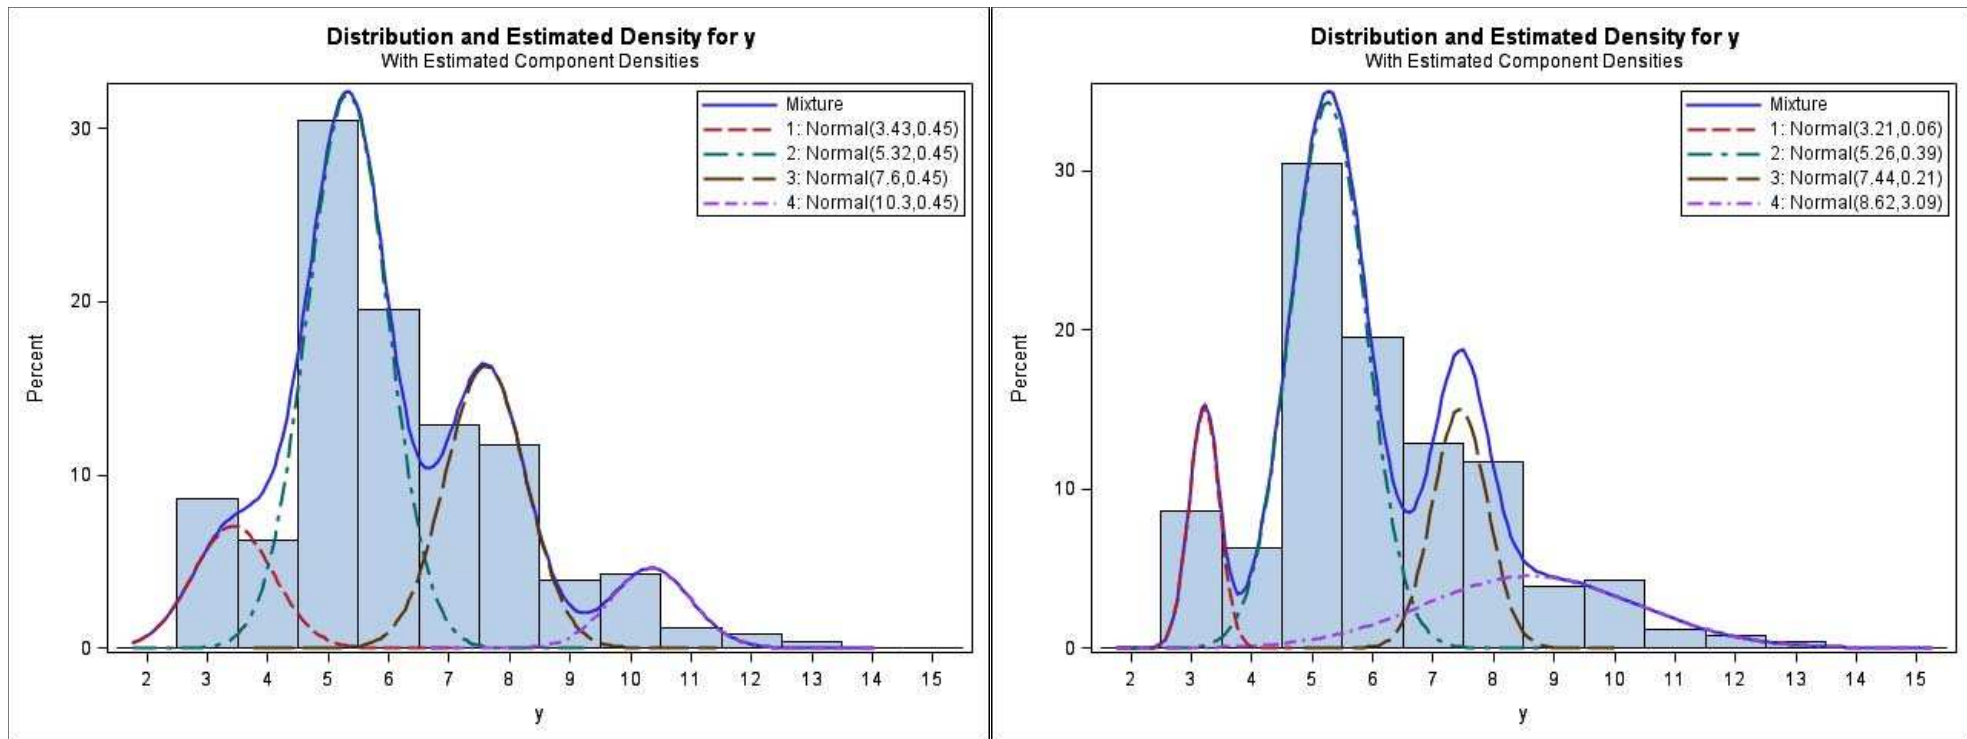 Distribution and Estimated Density for y
With Estimated Component Densities
Mixture
1: Normal(3.43,0.45)
2: Normal(5.32,0.45)
3: Normal(7.6,0.45)
4: Normal(10.3,0.45)
30
20
10
0
Percent
2 3 4 5 6 7 8 9 10 11 12 13 14 15
y
Distribution and Estimated Density for y
With Estimated Component Densities
Mixture
1: Normal(3.21,0.06)
2: Normal(5.26,0.39)
3: Normal(7.44,0.21)
4: Normal(8.62,3.09)
30
20
10
0
Percent
2 3 4 5 6 7 8 9 10 11 12 13 14 15
y